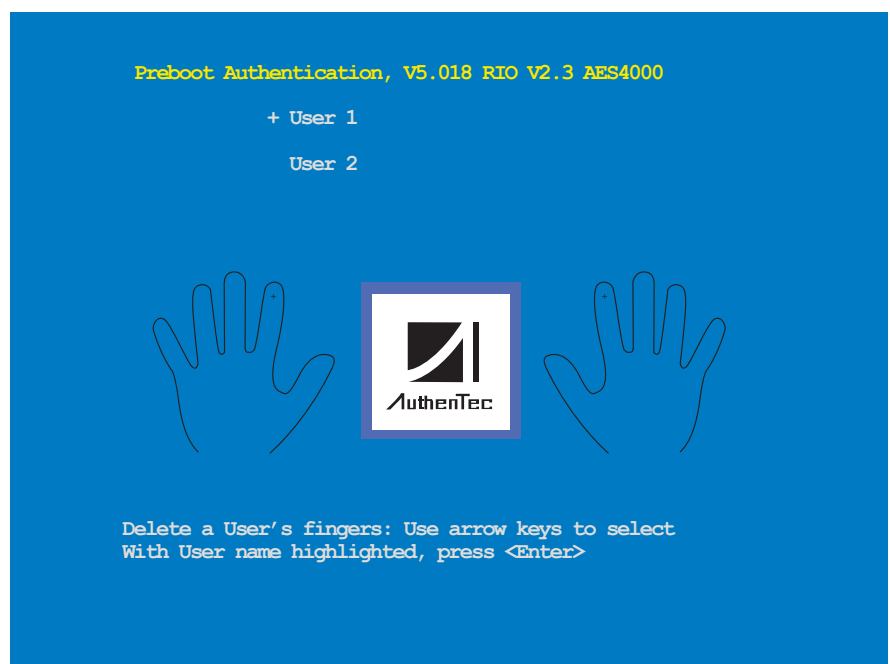 Preboot Authentication, V5.018 RIO V2.3 AES4000
+ User 1
User 2
AuthenTec
Delete a User's fingers: Use arrow keys to select
With User name highlighted, press <Enter>